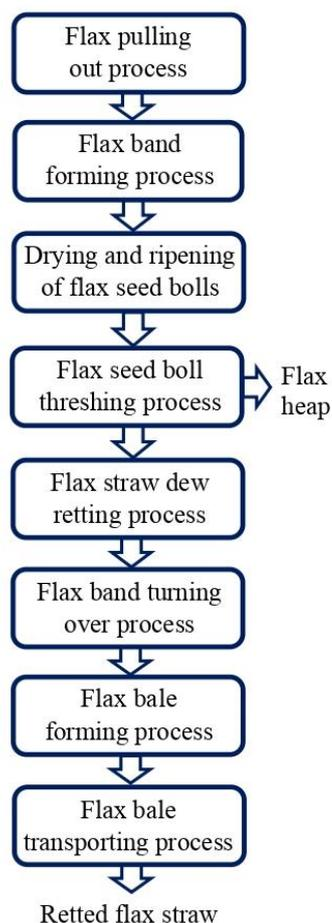 Flax pulling
out process
Flax band
forming process
Drying and ripening
of flax seed bolls
Flax seed boll
threshing process
Flax
heap
Flax straw dew
retting process
Flax band turning
over process
Flax bale
forming process
Flax bale
transporting process
Retted flax straw